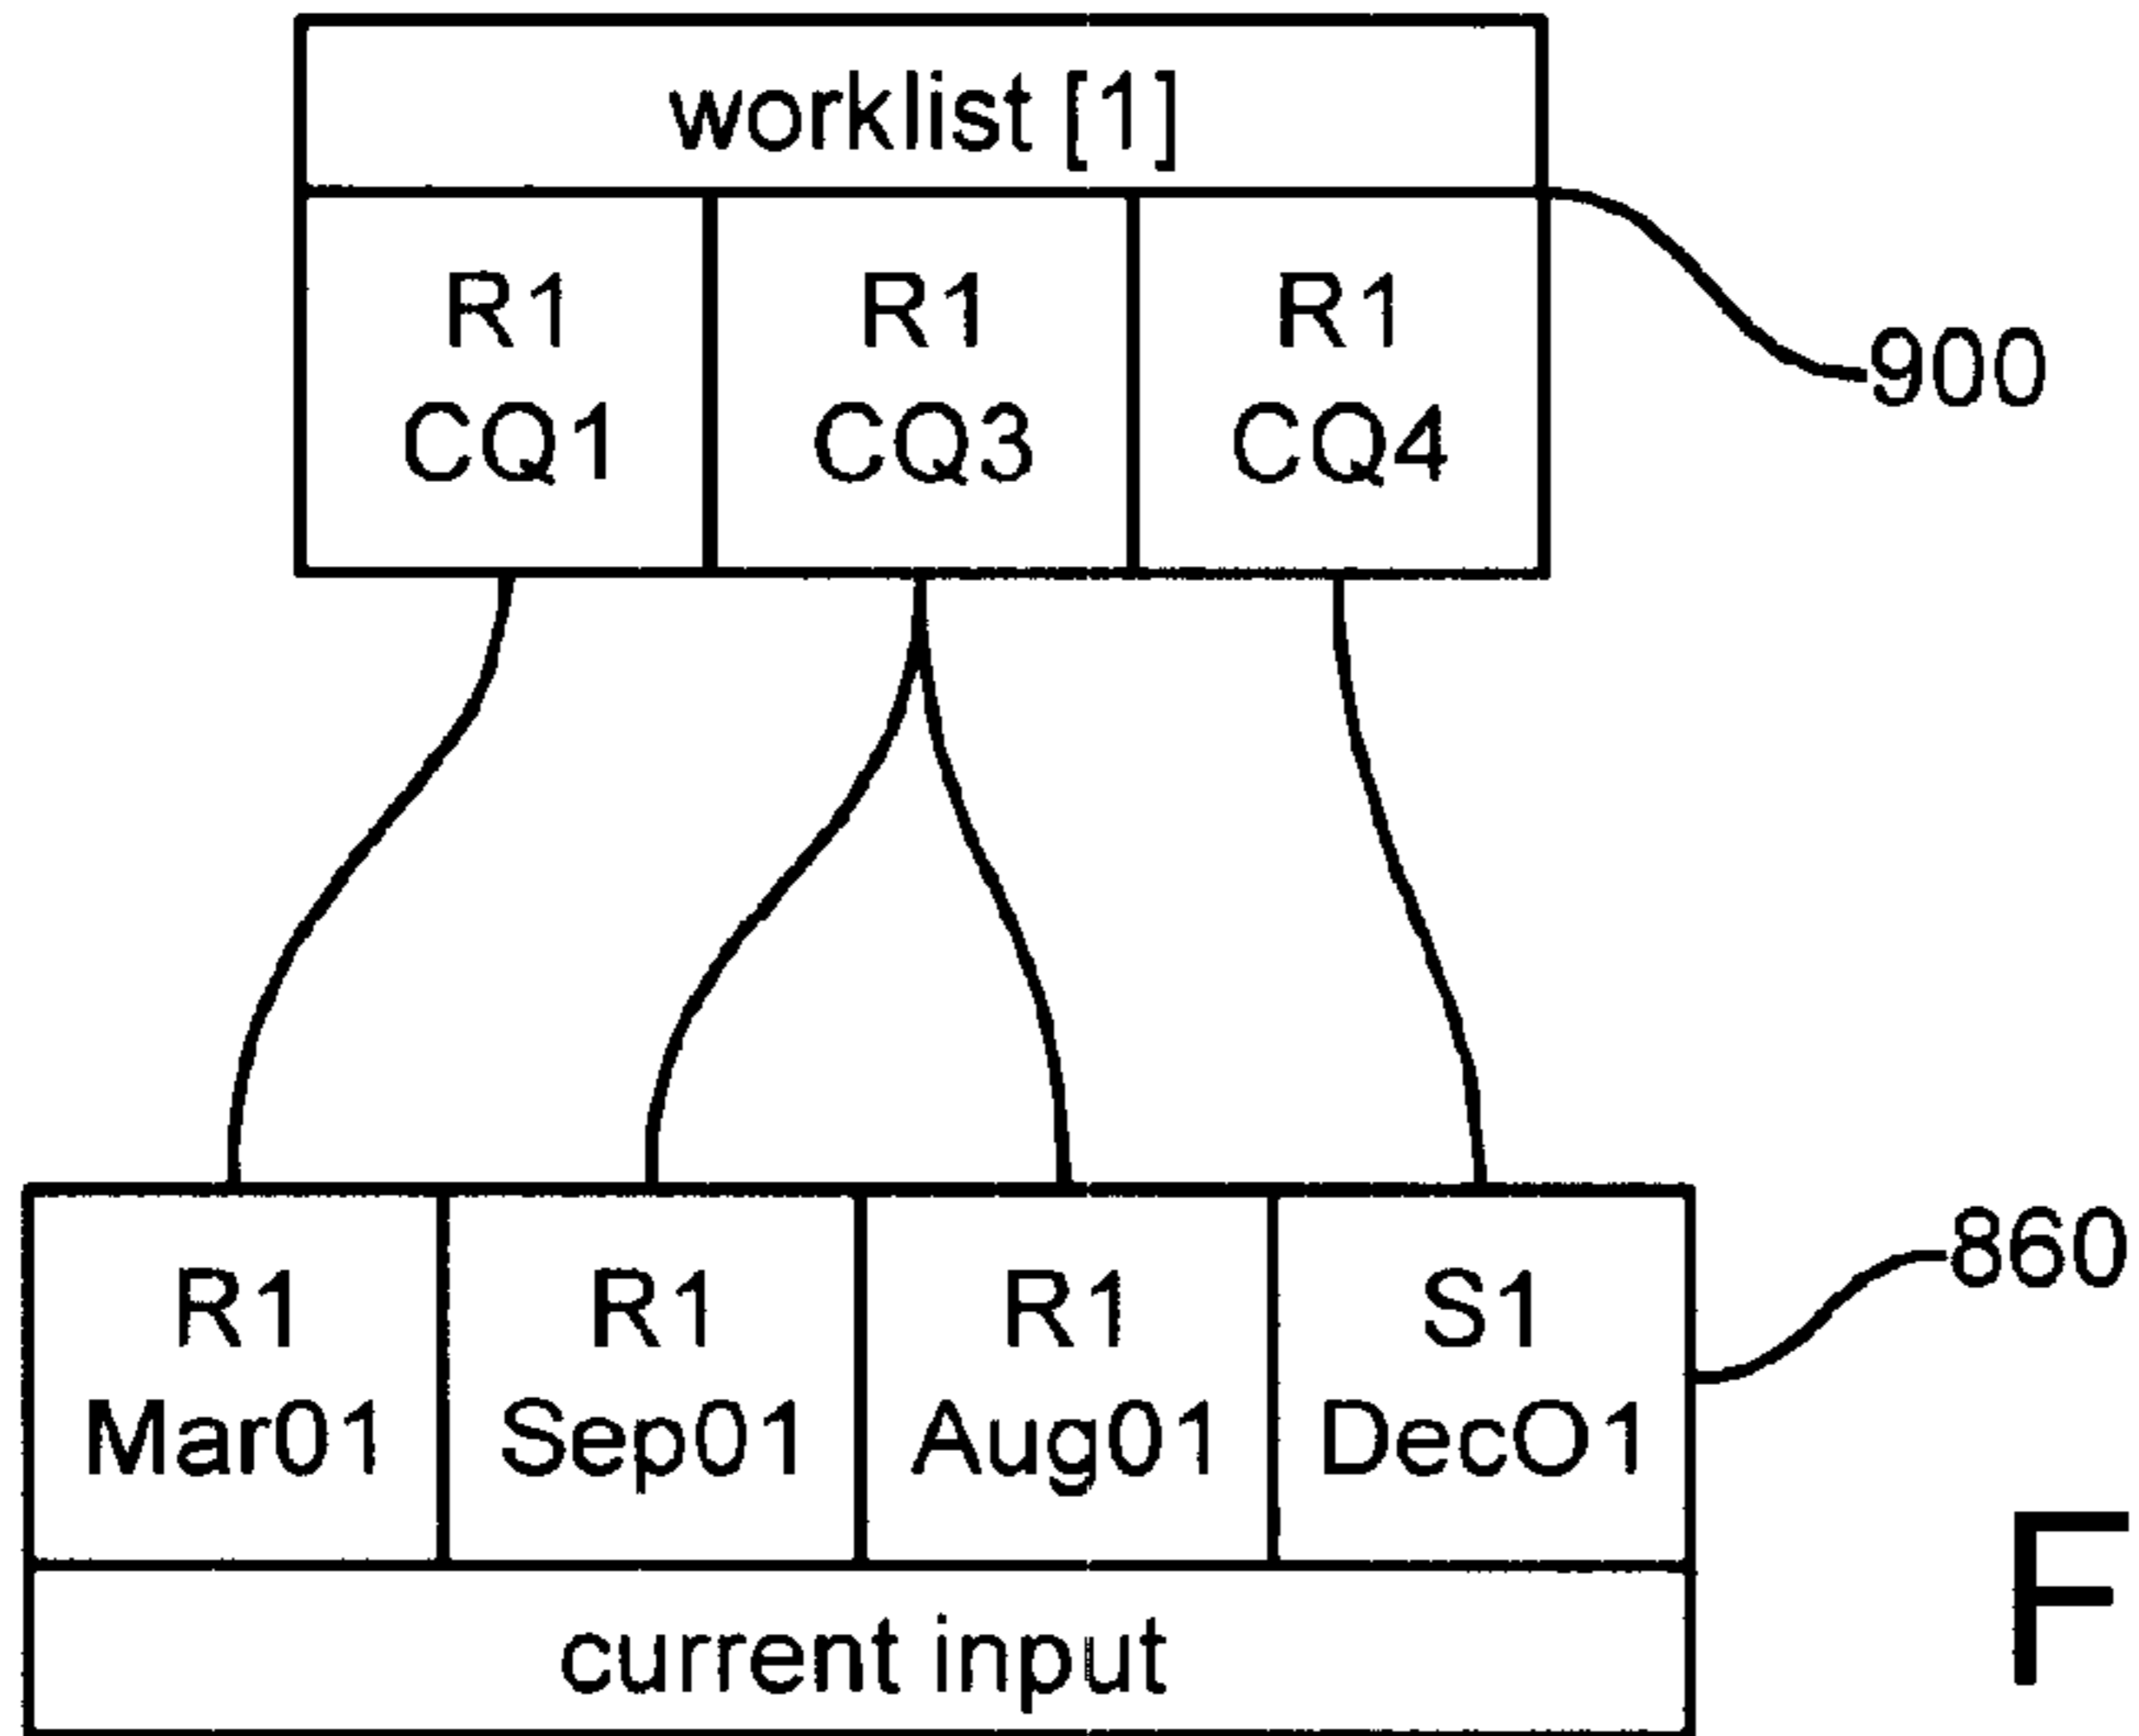 worklist [1]
R1 R1 R1
CQ1 CQ3 CQ4
900
860
R1 R1 R1 S1
Mar01 Sep01 Aug01 DecO1
current input
F